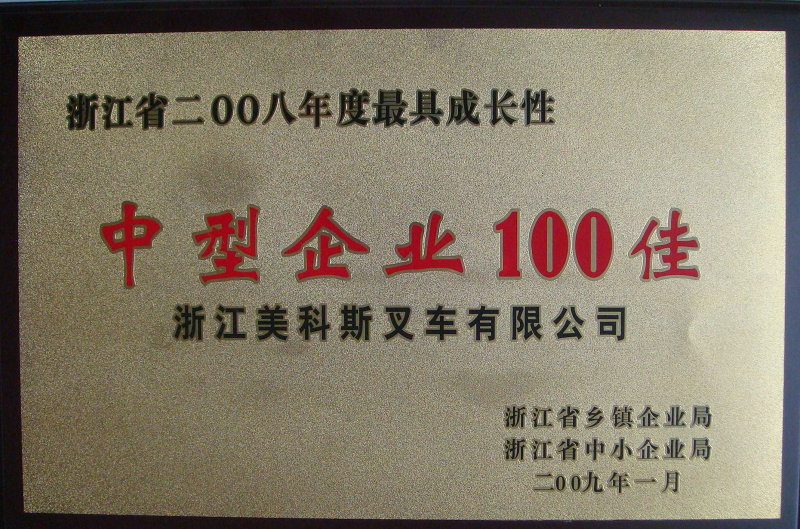 浙江省二00八年度最具成长性
中型企业100佳
浙江美科斯叉车有限公司
浙江省乡镇企业局
浙江省中小企业局
二00九年一月